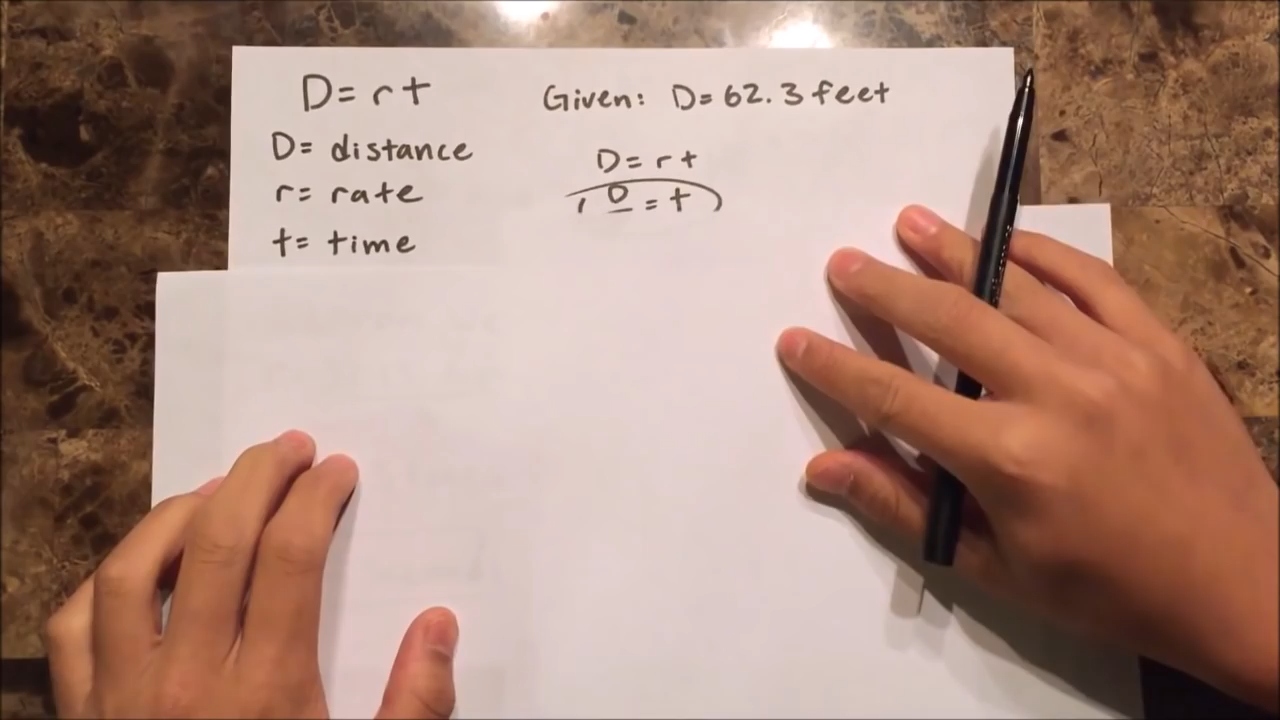 D = rt
D = distance
r = rate
t = time
Given: D = 62.3 feet
D = rt
D = t